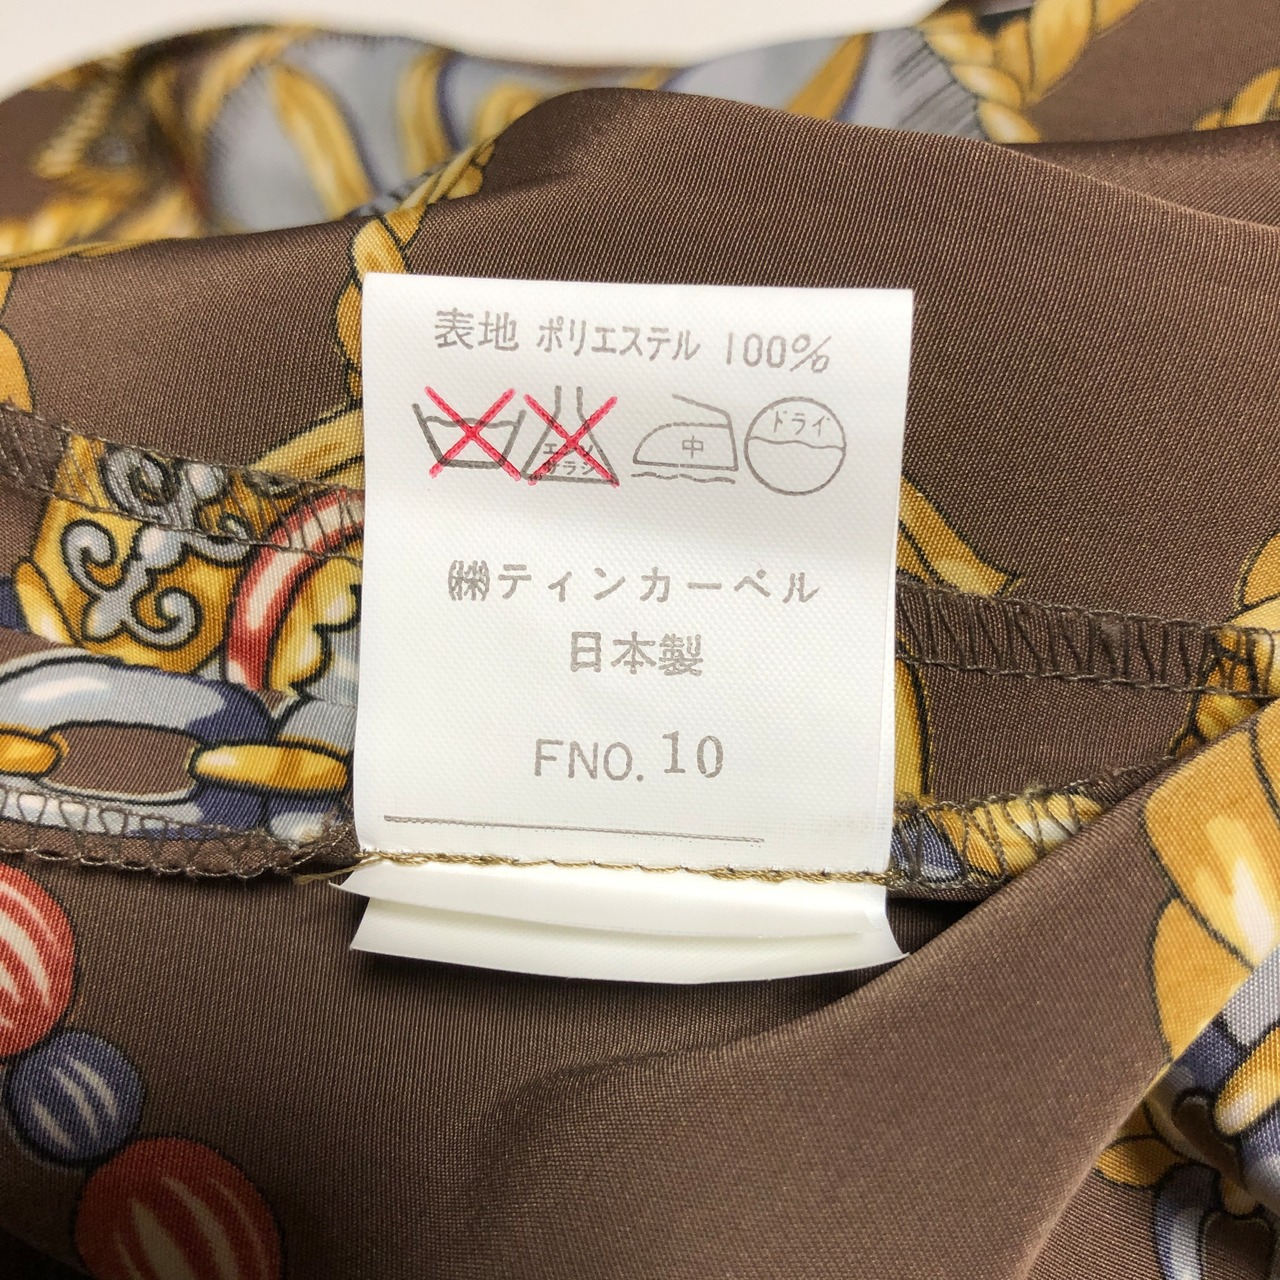 表地 ポリエステル 100%
エンソ
サラシ
中
ドライ
㈱ティンカーベル
日本製
FNO. 10